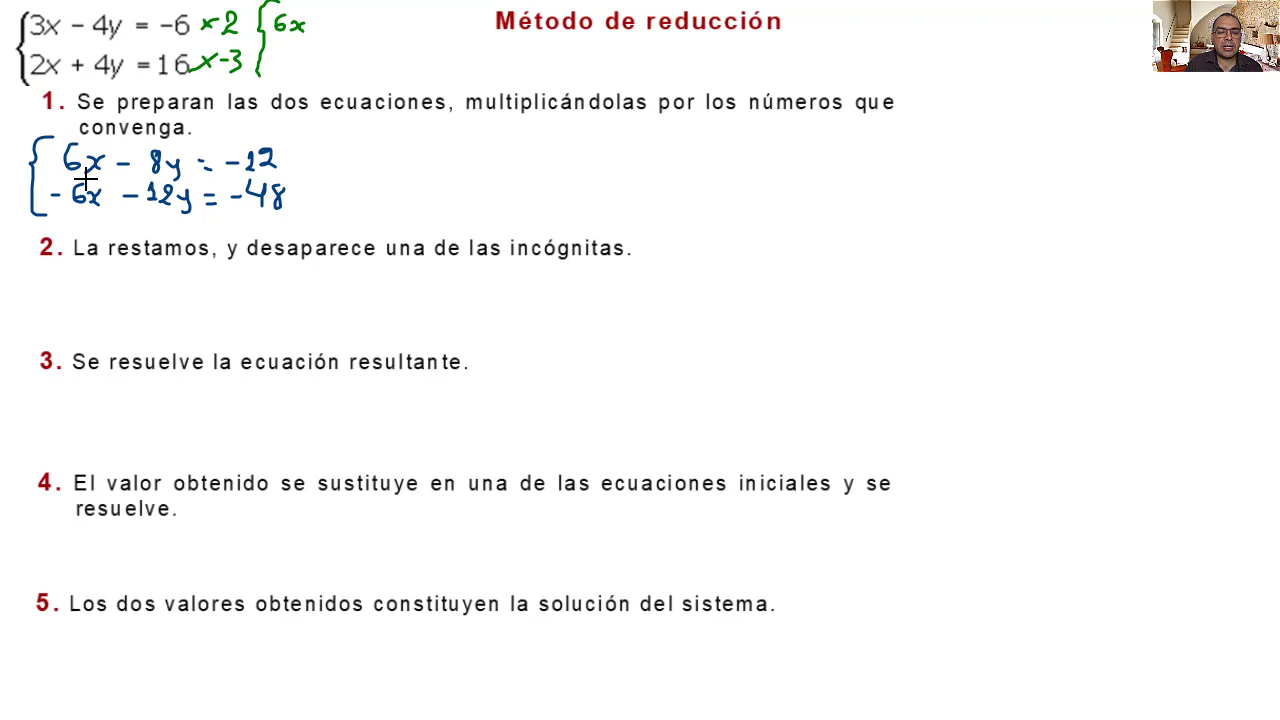 Método de reducción
3x − 4y = −6 ×2 { 6x
2x + 4y = 16 ×-3
1. Se preparan las dos ecuaciones, multiplicándolas por los números que
convenga.
6x - 8y = -12
- 6x - 12y = -48
2. La restamos, y desaparece una de las incógnitas.
3. Se resuelve la ecuación resultante.
4. El valor obtenido se sustituye en una de las ecuaciones iniciales y se
resuelve.
5. Los dos valores obtenidos constituyen la solución del sistema.